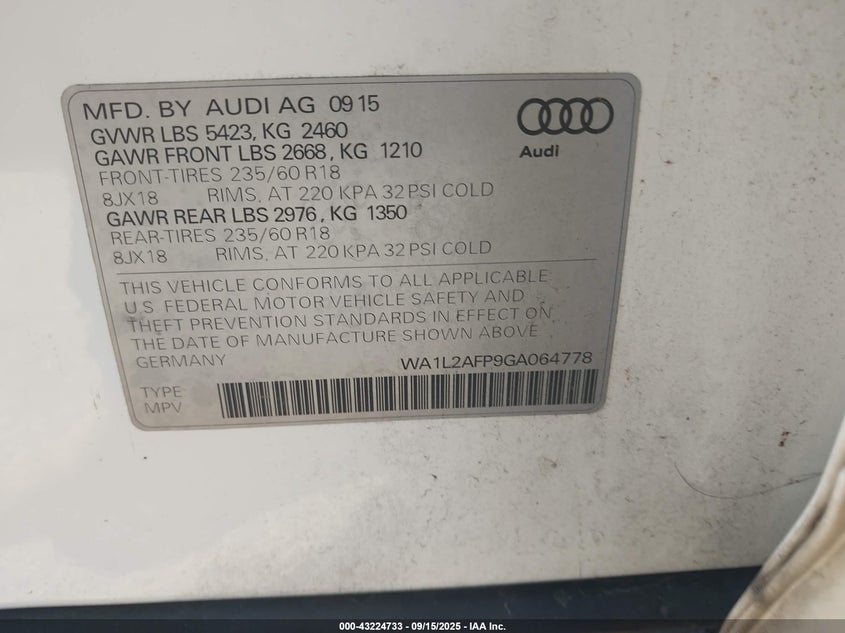 MFD. BY AUDI AG 09 15
GVWR LBS 5423, KG 2460
GAWR FRONT LBS 2668, KG 1210
FRONT-TIRES 235/60 R18
8JX18 RIMS, AT 220 KPA 32 PSI COLD
GAWR REAR LBS 2976, KG 1350
REAR-TIRES 235/60 R18
8JX18 RIMS, AT 220 KPA 32 PSI COLD
Audi
THIS VEHICLE CONFORMS TO ALL APPLICABLE
U.S. FEDERAL MOTOR VEHICLE SAFETY AND
THEFT PREVENTION STANDARDS IN EFFECT ON
THE DATE OF MANUFACTURE SHOWN ABOVE.
GERMANY WA1L2AFP9GA064778
TYPE
MPV
000-43224733 - 09/15/2025 - IAA Inc.